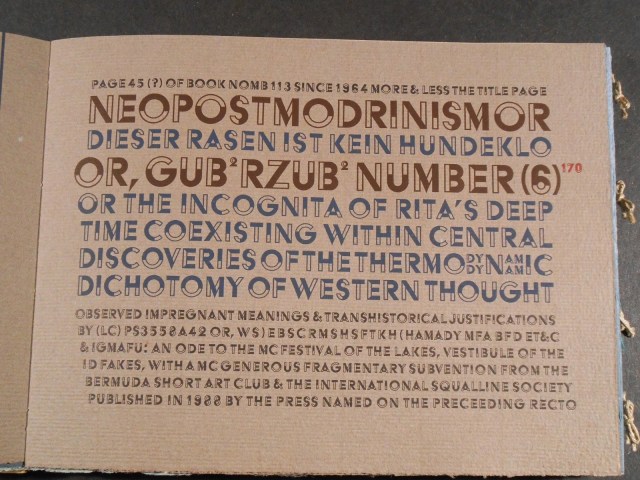 PAGE 45 (?) OF BOOK NOMB 113 SINCE 1964 MORE & LESS THE TITLE PAGE
NEOPOSTMODRINISMOR
DIESER RASEN IST KEIN HUNDEKLO
OR, GUB²RZUB² NUMBER (6)¹⁷⁰
OR THE INCOGNITA OF RITA'S DEEP
TIME COEXISTING WITHIN CENTRAL
DISCOVERIES OF THE THERMODYDYNAMAMIC
DICHOTOMY OF WESTERN THOUGHT
OBSERVED IMPREGNANT MEANINGS & TRANSHISTORICAL JUSTIFICATIONS
BY (LC) PS3558A42 OR, WS) EBSCRMSHSFTKH (HAMADY MFA BFD ET&C
& IGMAFU: AN ODE TO THE MC FESTIVAL OF THE LAKES, VESTIBULE OF THE
ID FAKES, WITH A MC GENEROUS FRAGMENTARY SUBVENTION FROM THE
BERMUDA SHORT ART CLUB & THE INTERNATIONAL SQUALLINE SOCIETY
PUBLISHED IN 1988 BY THE PRESS NAMED ON THE PRECEEDING RECTO